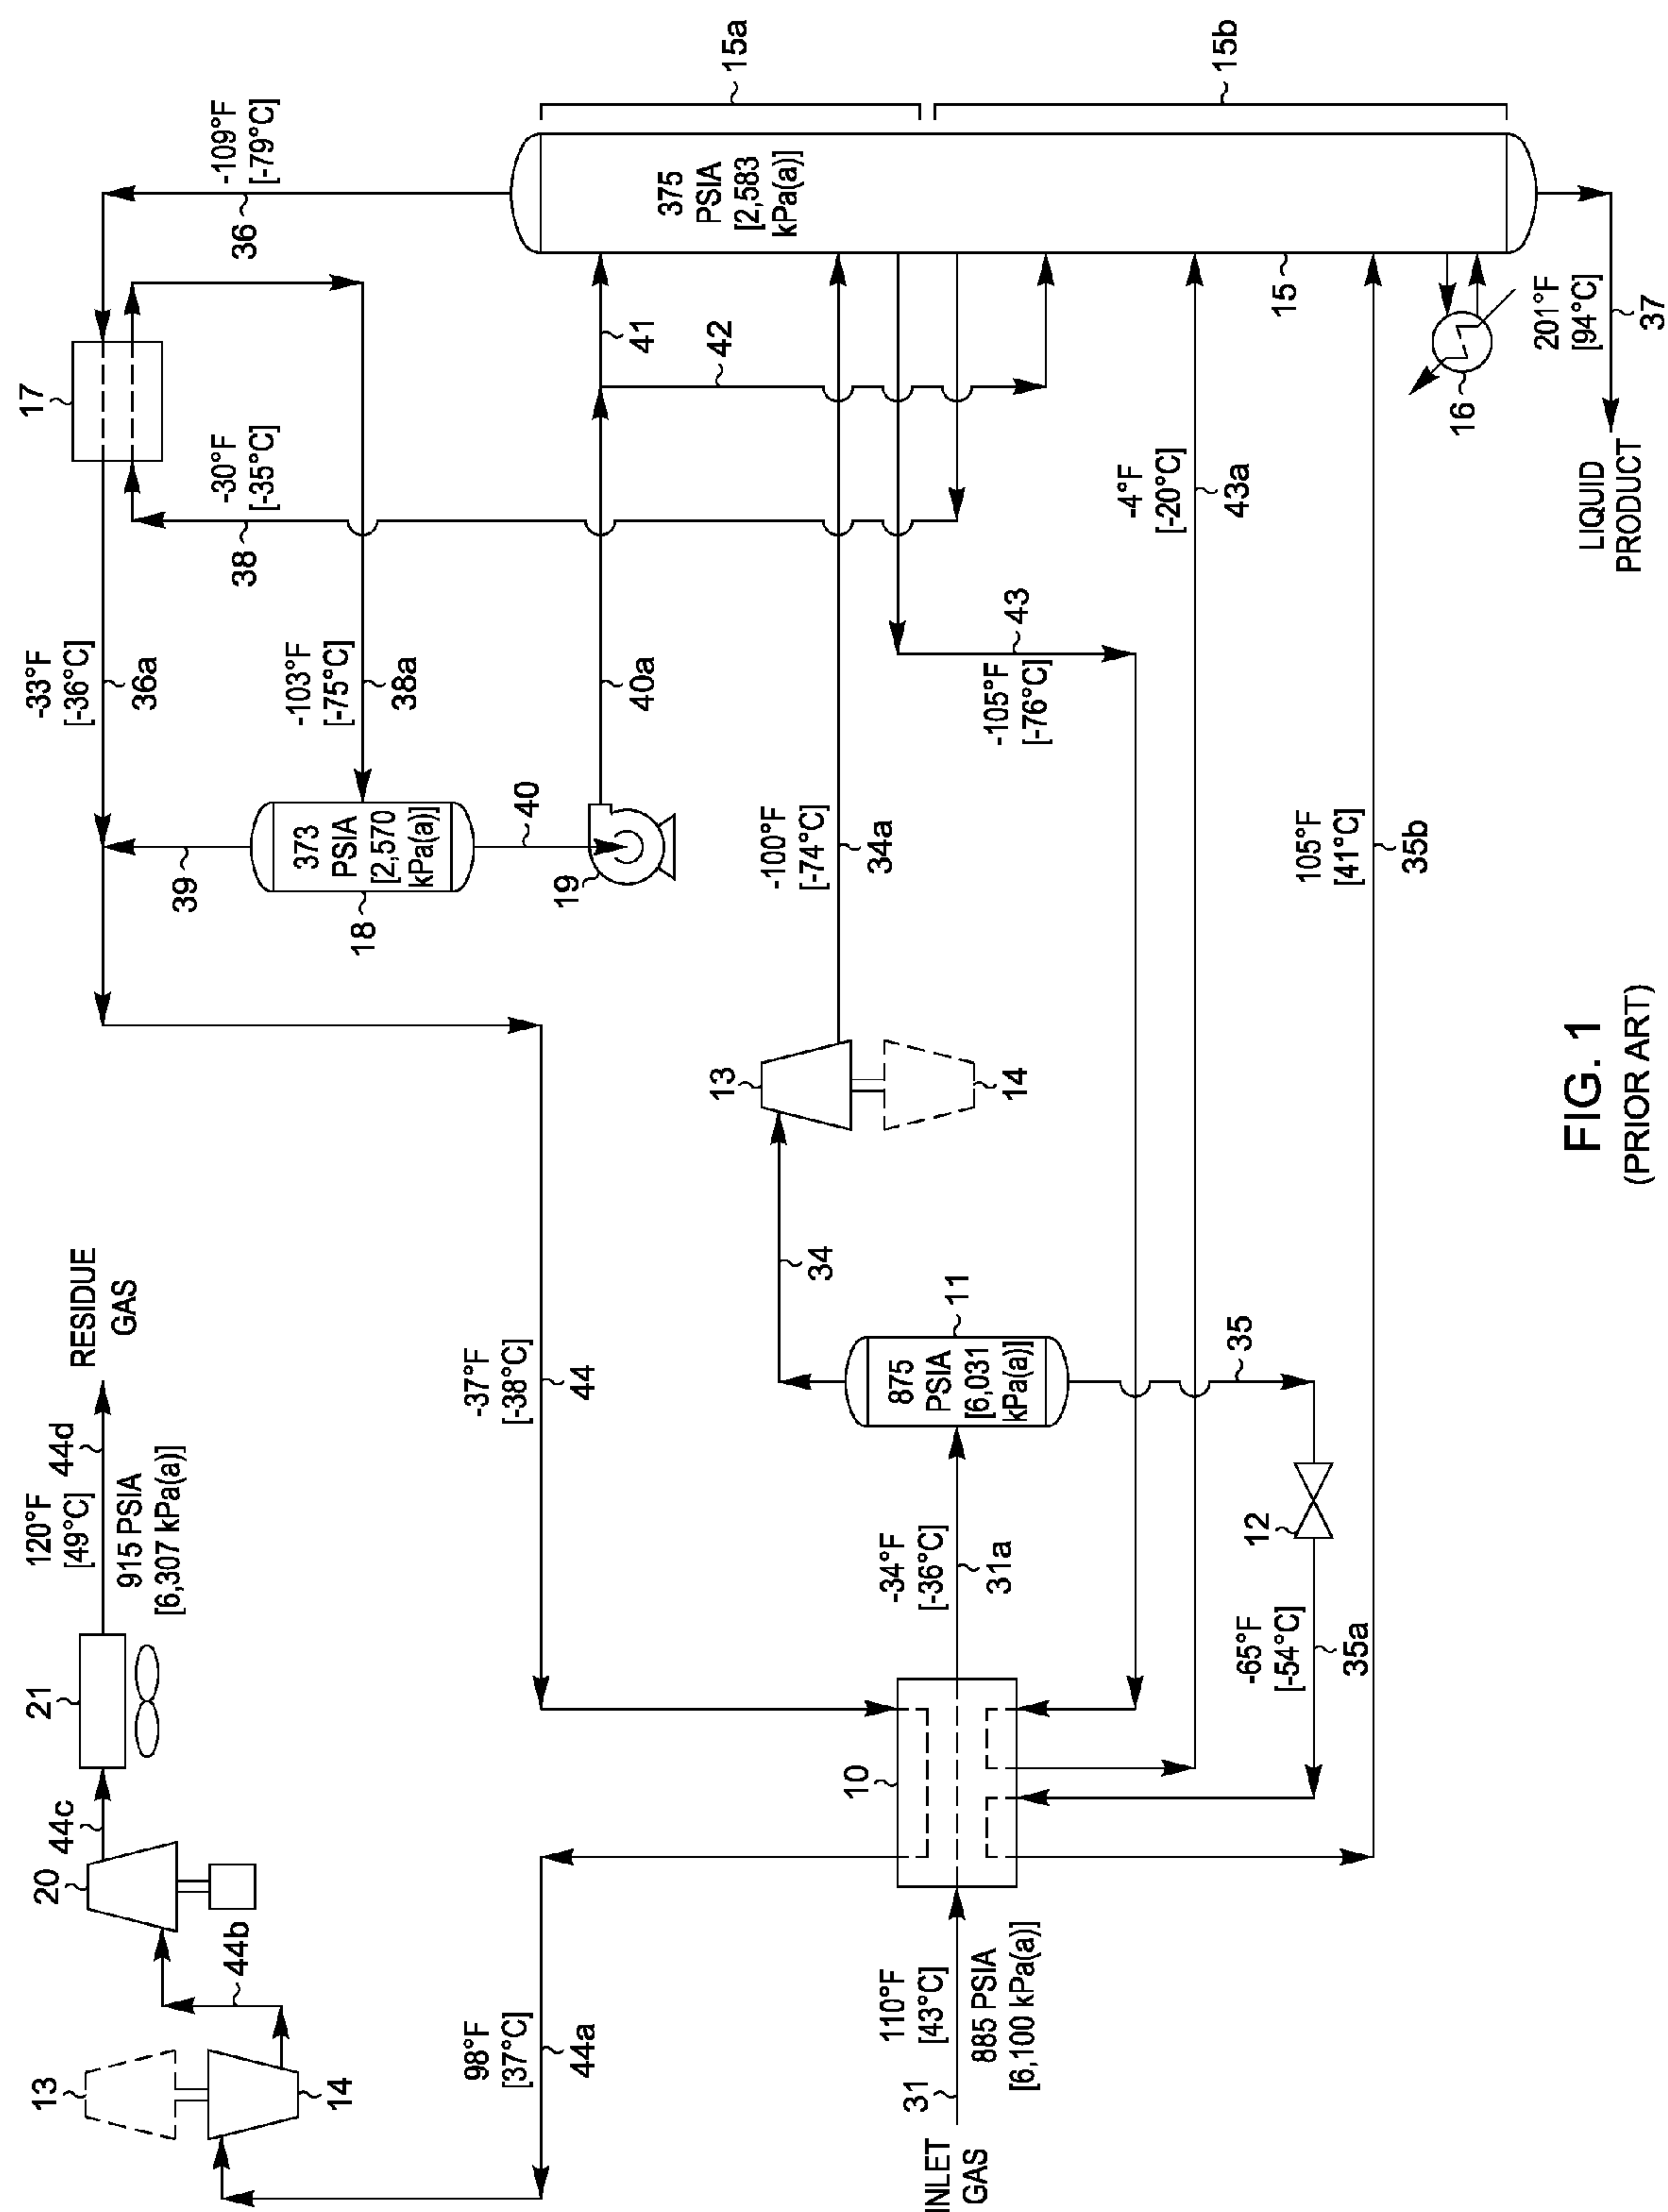 RESIDUE
GAS
120°F
[49°C]
44d
915 PSIA
[6,307 kPa(a)]
21
20
44c
44b
13
14
98°F
[37°C]
44a
-37°F
[-38°C]
44
-33°F
[-36°C]
36a
17
-109°F
[-79°C]
36
-30°F
[-35°C]
38
-103°F
[-75°C]
38a
39
373
PSIA
[2,570
kPa(a)]
18
40
19
40a
41
42
375
PSIA
[2,583
kPa(a)]
15a
15b
15
13
14
34
-100°F
[-74°C]
34a
-105°F
[-76°C]
43
-4°F
[-20°C]
43a
INLET
GAS
31
110°F
[43°C]
885 PSIA
[6,100 kPa(a)]
10
-34°F
[-36°C]
31a
875
PSIA
[6,031
kPa(a)]
11
35
12
-65°F
[-54°C]
35a
105°F
[41°C]
35b
16
201°F
[94°C]
37
LIQUID
PRODUCT
FIG. 1
(PRIOR ART)